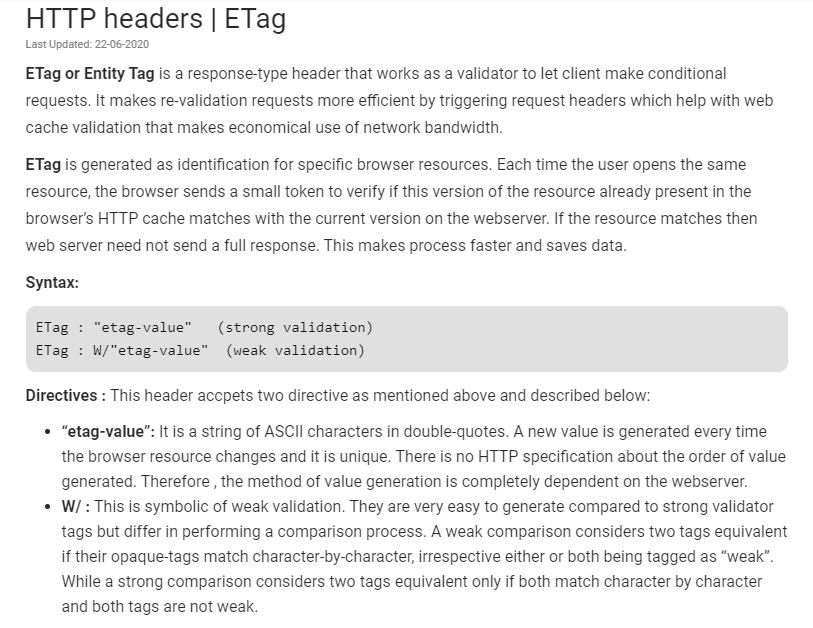 HTTP headers | ETag
Last Updated: 22-06-2020
ETag or Entity Tag is a response-type header that works as a validator to let client make conditional
requests. It makes re-validation requests more efficient by triggering request headers which help with web
cache validation that makes economical use of network bandwidth.
ETag is generated as identification for specific browser resources. Each time the user opens the same
resource, the browser sends a small token to verify if this version of the resource already present in the
browser's HTTP cache matches with the current version on the webserver. If the resource matches then
web server need not send a full response. This makes process faster and saves data.
Syntax:
ETag : "etag-value"   (strong validation)
ETag : W/"etag-value"  (weak validation)
Directives : This header accpets two directive as mentioned above and described below:
• “etag-value”: It is a string of ASCII characters in double-quotes. A new value is generated every time
the browser resource changes and it is unique. There is no HTTP specification about the order of value
generated. Therefore , the method of value generation is completely dependent on the webserver.
• W/ : This is symbolic of weak validation. They are very easy to generate compared to strong validator
tags but differ in performing a comparison process. A weak comparison considers two tags equivalent
if their opaque-tags match character-by-character, irrespective either or both being tagged as “weak”.
While a strong comparison considers two tags equivalent only if both match character by character
and both tags are not weak.